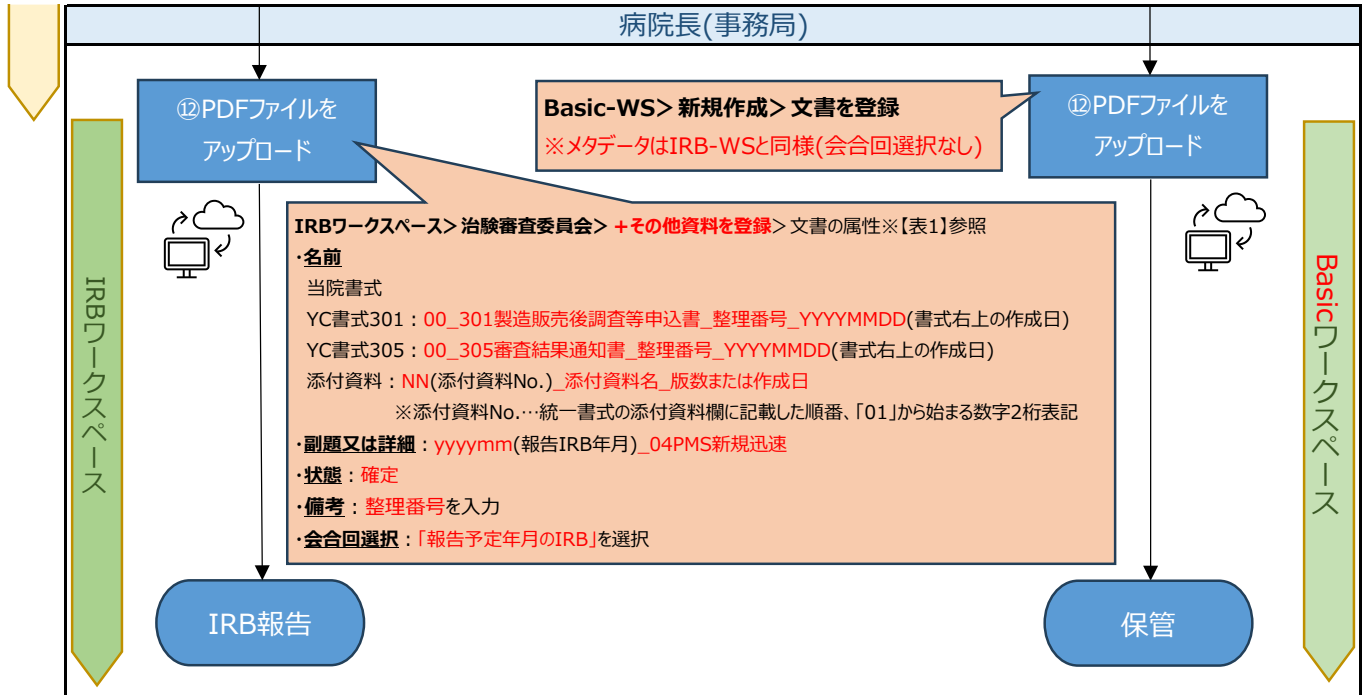 病院長(事務局)
⑫PDFファイルを
アップロード
Basic-WS＞新規作成＞文書を登録
※メタデータはIRB-WSと同様(会合回選択なし)
⑫PDFファイルを
アップロード
IRBワークスペース＞治験審査委員会＞+その他資料を登録＞文書の属性※【表1】参照
・名前
当院書式
YC書式301：00_301製造販売後調査等申込書_整理番号_YYYYMMDD(書式右上の作成日)
YC書式305：00_305審査結果通知書_整理番号_YYYYMMDD(書式右上の作成日)
添付資料：NN(添付資料No.)_添付資料名_版数または作成日
※添付資料No.…統一書式の添付資料欄に記載した順番、「01」から始まる数字2桁表記
・副題又は詳細：yyyymm(報告IRB年月)_04PMS新規迅速
・状態：確定
・備考：整理番号を入力
・会合回選択：「報告予定年月のIRB」を選択
IRBワークスペース
Basicワークスペース
IRB報告
保管